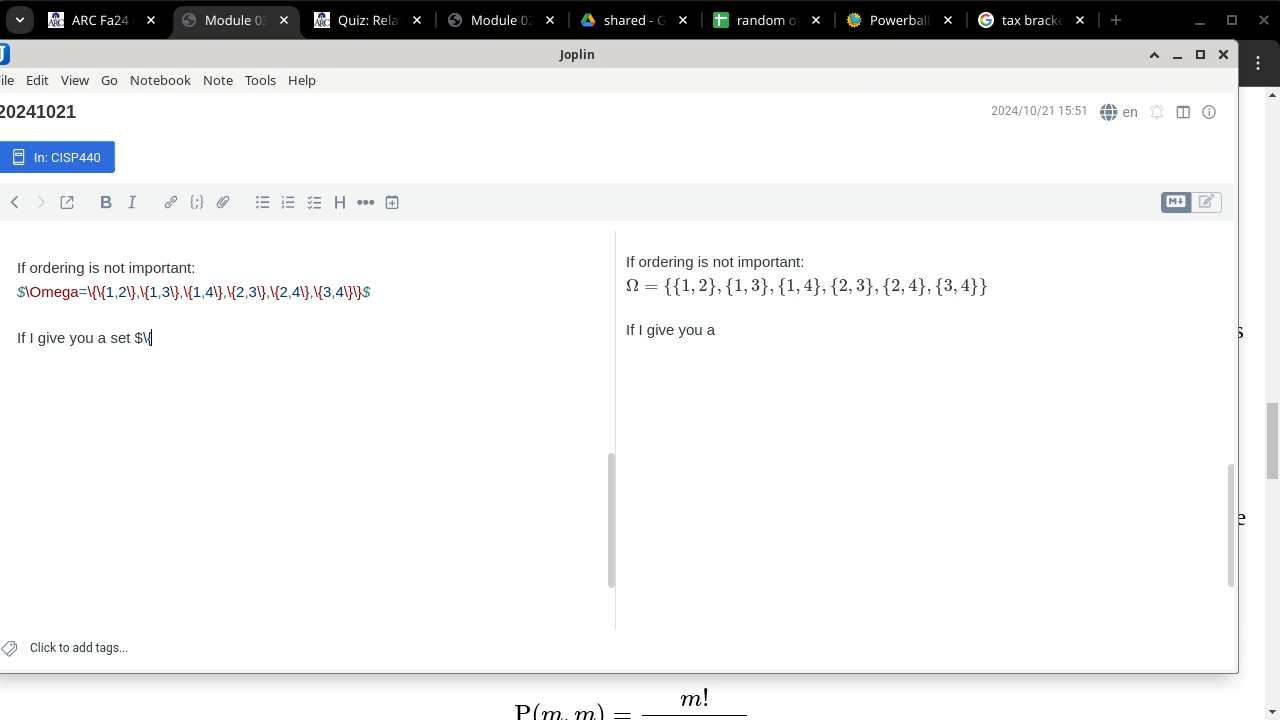 ARC Fa24
Module 03
Quiz: Rela
Module 02
shared - G
random o
Powerball
tax bracke
Joplin
File Edit View Go Notebook Note Tools Help
20241021
2024/10/21 15:51
en
In: CISP440
If ordering is not important:
$\Omega=\{\{1,2\},\{1,3\},\{1,4\},\{2,3\},\{2,4\},\{3,4\}\}$
If I give you a set $\{
If ordering is not important:
Ω = {{1, 2}, {1, 3}, {1, 4}, {2, 3}, {2, 4}, {3, 4}}
If I give you a
s
e
Click to add tags...
m!
P(m, m) =